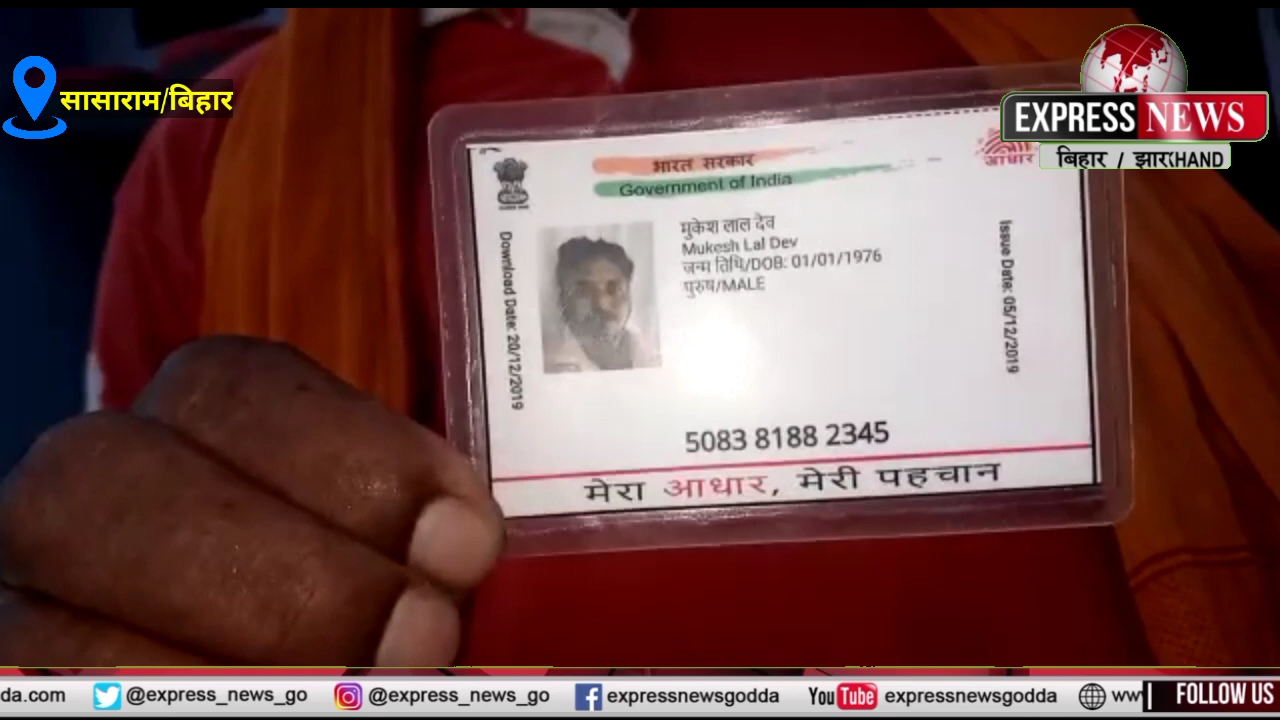 सासाराम/बिहार
EXPRESS NEWS
बिहार / झारखHAND
भारत सरकार
Government of India
आधार
मुकेश लाल देव
Mukesh Lal Dev
जन्म तिथि/DOB: 01/01/1976
पुरुष/MALE
Download Date: 20/12/2019
Issue Date: 05/12/2019
5083 8188 2345
मेरा आधार, मेरी पहचान
da.com @express_news_go @express_news_go expressnewsgodda YouTube expressnewsgodda ww FOLLOW US